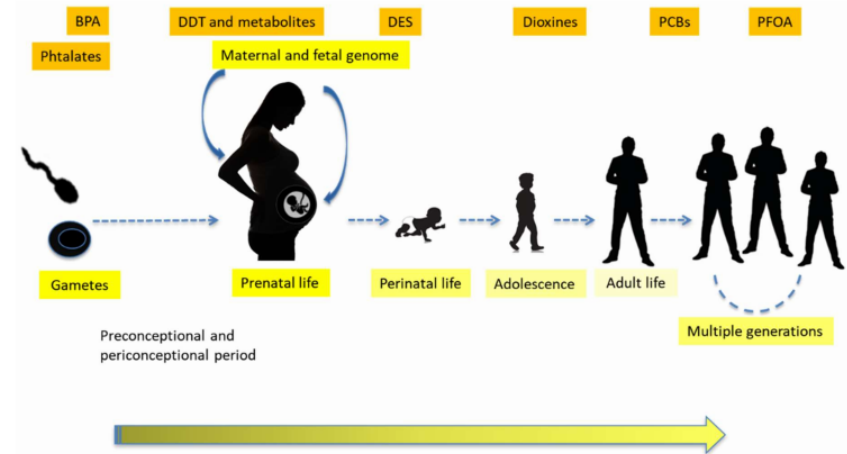 BPA
DDT and metabolites
DES
Dioxines
PCBs
PFOA
Phtalates
Maternal and fetal genome
Gametes
Prenatal life
Perinatal life
Adolescence
Adult life
Multiple generations
Preconceptional and
periconceptional period